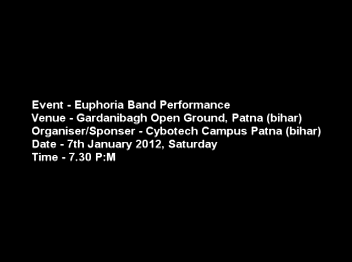 Event - Euphoria Band Performance
Venue - Gardanibagh Open Ground, Patna (bihar)
Organiser/Sponser - Cybotech Campus Patna (bihar)
Date - 7th January 2012, Saturday
Time - 7.30 P:M